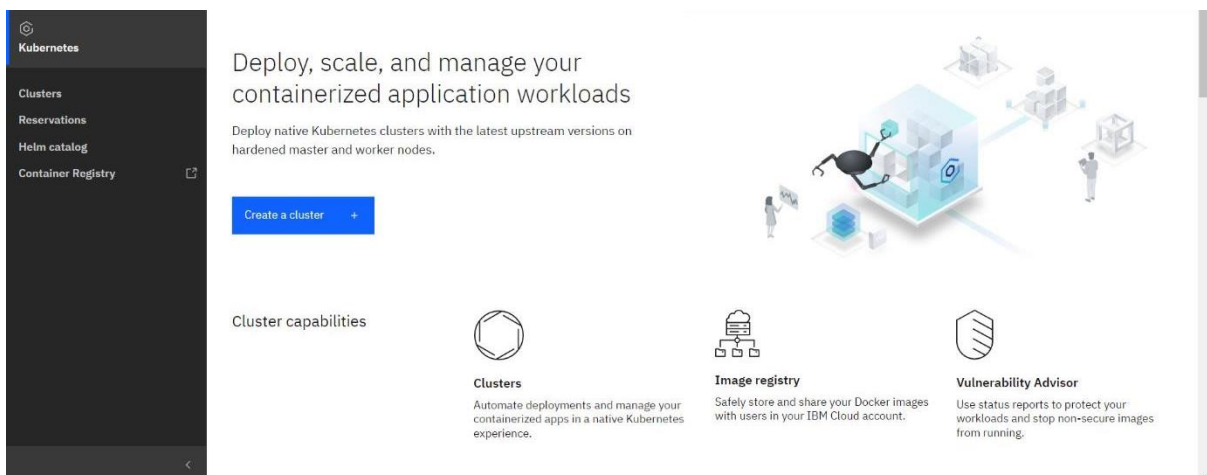 Kubernetes
Clusters
Reservations
Helm catalog
Container Registry
Deploy, scale, and manage your
containerized application workloads
Deploy native Kubernetes clusters with the latest upstream versions on
hardened master and worker nodes.
Create a cluster +
Cluster capabilities
Clusters
Automate deployments and manage your
containerized apps in a native Kubernetes
experience.
Image registry
Safely store and share your Docker images
with users in your IBM Cloud account.
Vulnerability Advisor
Use status reports to protect your
workloads and stop non-secure images
from running.